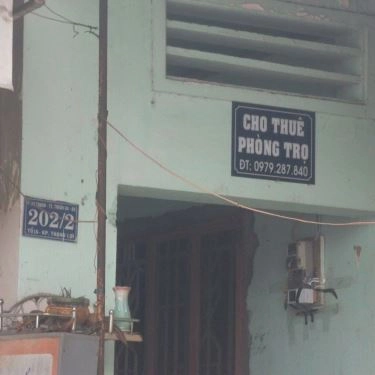 CHO THUÊ
PHÒNG TRỌ
ĐT: 0979.287.840
202/2